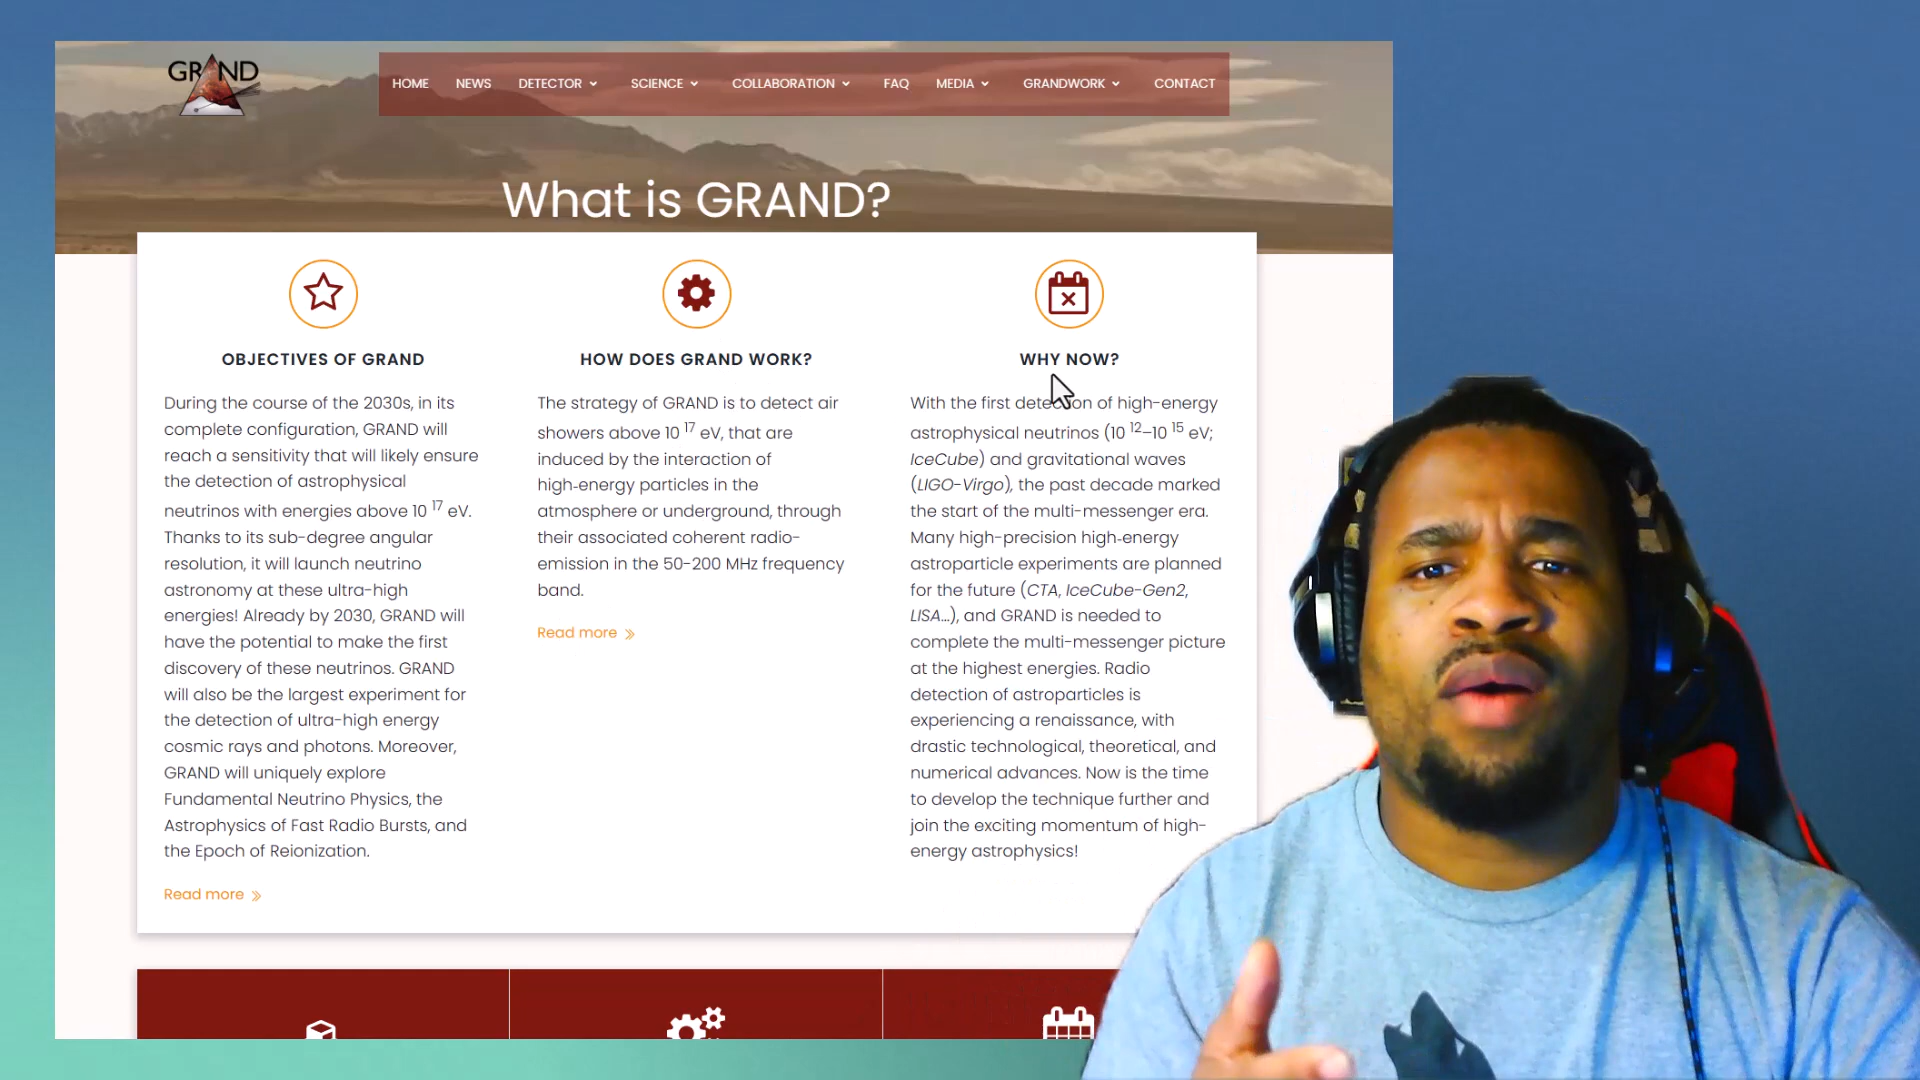 GRAND
HOME NEWS DETECTOR SCIENCE COLLABORATION FAQ MEDIA GRANDWORK CONTACT
What is GRAND?
OBJECTIVES OF GRAND
During the course of the 2030s, in its
complete configuration, GRAND will
reach a sensitivity that will likely ensure
the detection of astrophysical
neutrinos with energies above 10 17 eV.
Thanks to its sub-degree angular
resolution, it will launch neutrino
astronomy at these ultra-high
energies! Already by 2030, GRAND will
have the potential to make the first
discovery of these neutrinos. GRAND
will also be the largest experiment for
the detection of ultra-high energy
cosmic rays and photons. Moreover,
GRAND will uniquely explore
Fundamental Neutrino Physics, the
Astrophysics of Fast Radio Bursts, and
the Epoch of Reionization.
Read more »
HOW DOES GRAND WORK?
The strategy of GRAND is to detect air
showers above 10 17 eV, that are
induced by the interaction of
high-energy particles in the
atmosphere or underground, through
their associated coherent radio-
emission in the 50-200 MHz frequency
band.
Read more »
WHY NOW?
With the first detection of high-energy
astrophysical neutrinos (10 12–10 15 eV;
IceCube) and gravitational waves
(LIGO-Virgo), the past decade marked
the start of the multi-messenger era.
Many high-precision high-energy
astroparticle experiments are planned
for the future (CTA, IceCube-Gen2,
LISA...), and GRAND is needed to
complete the multi-messenger picture
at the highest energies. Radio
detection of astroparticles is
experiencing a renaissance, with
drastic technological, theoretical, and
numerical advances. Now is the time
to develop the technique further and
join the exciting momentum of high-
energy astrophysics!